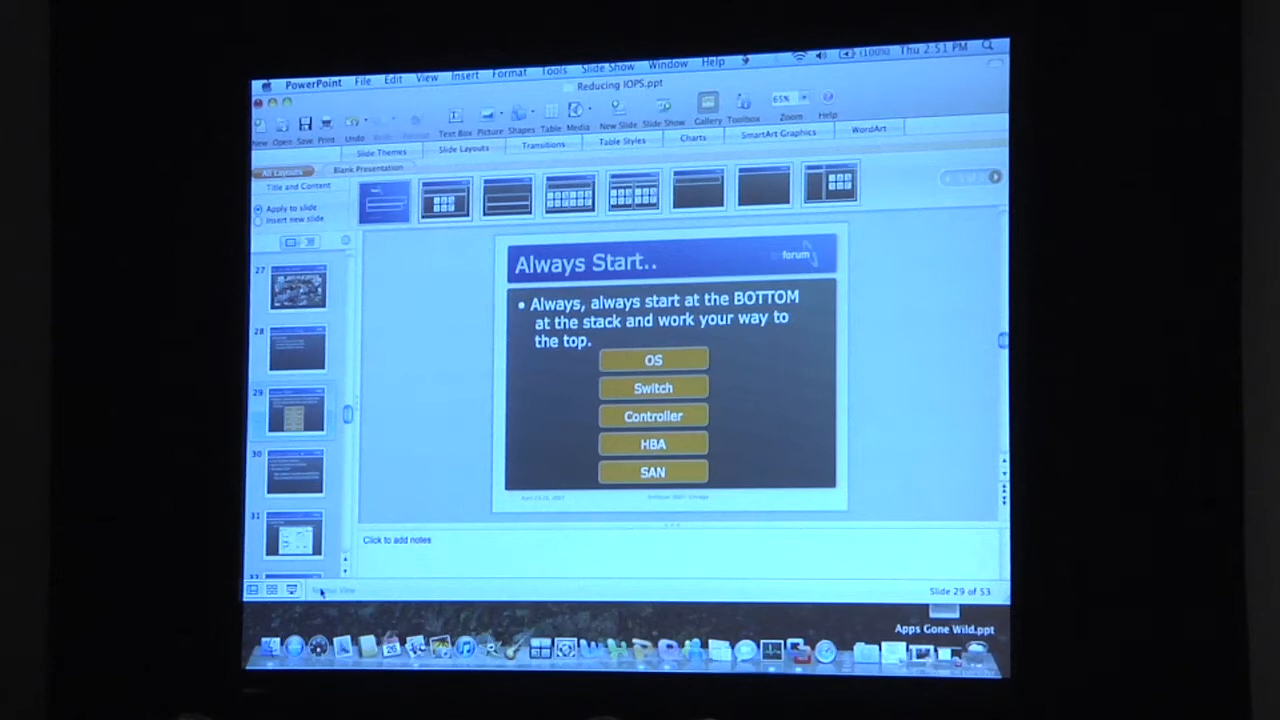 PowerPoint File Edit View Insert Format Tools Slide Show Window Help (100%) Thu 2:51 PM
Reducing IOPS.ppt
New Open Save Print Undo Text Box Picture Shapes Table Media New Slide Slide Show Gallery Toolbox 65% Zoom Help
Slide Themes Slide Layouts Transitions Table Styles Charts SmartArt Graphics WordArt
All Layouts Blank Presentation
Title and Content
Apply to slide
Insert new slide
27
28
29
30
31
Always Start..
forum
• Always, always start at the BOTTOM
at the stack and work your way to
the top.
OS
Switch
Controller
HBA
SAN
Click to add notes
Slide 29 of 53
Apps Gone Wild.ppt